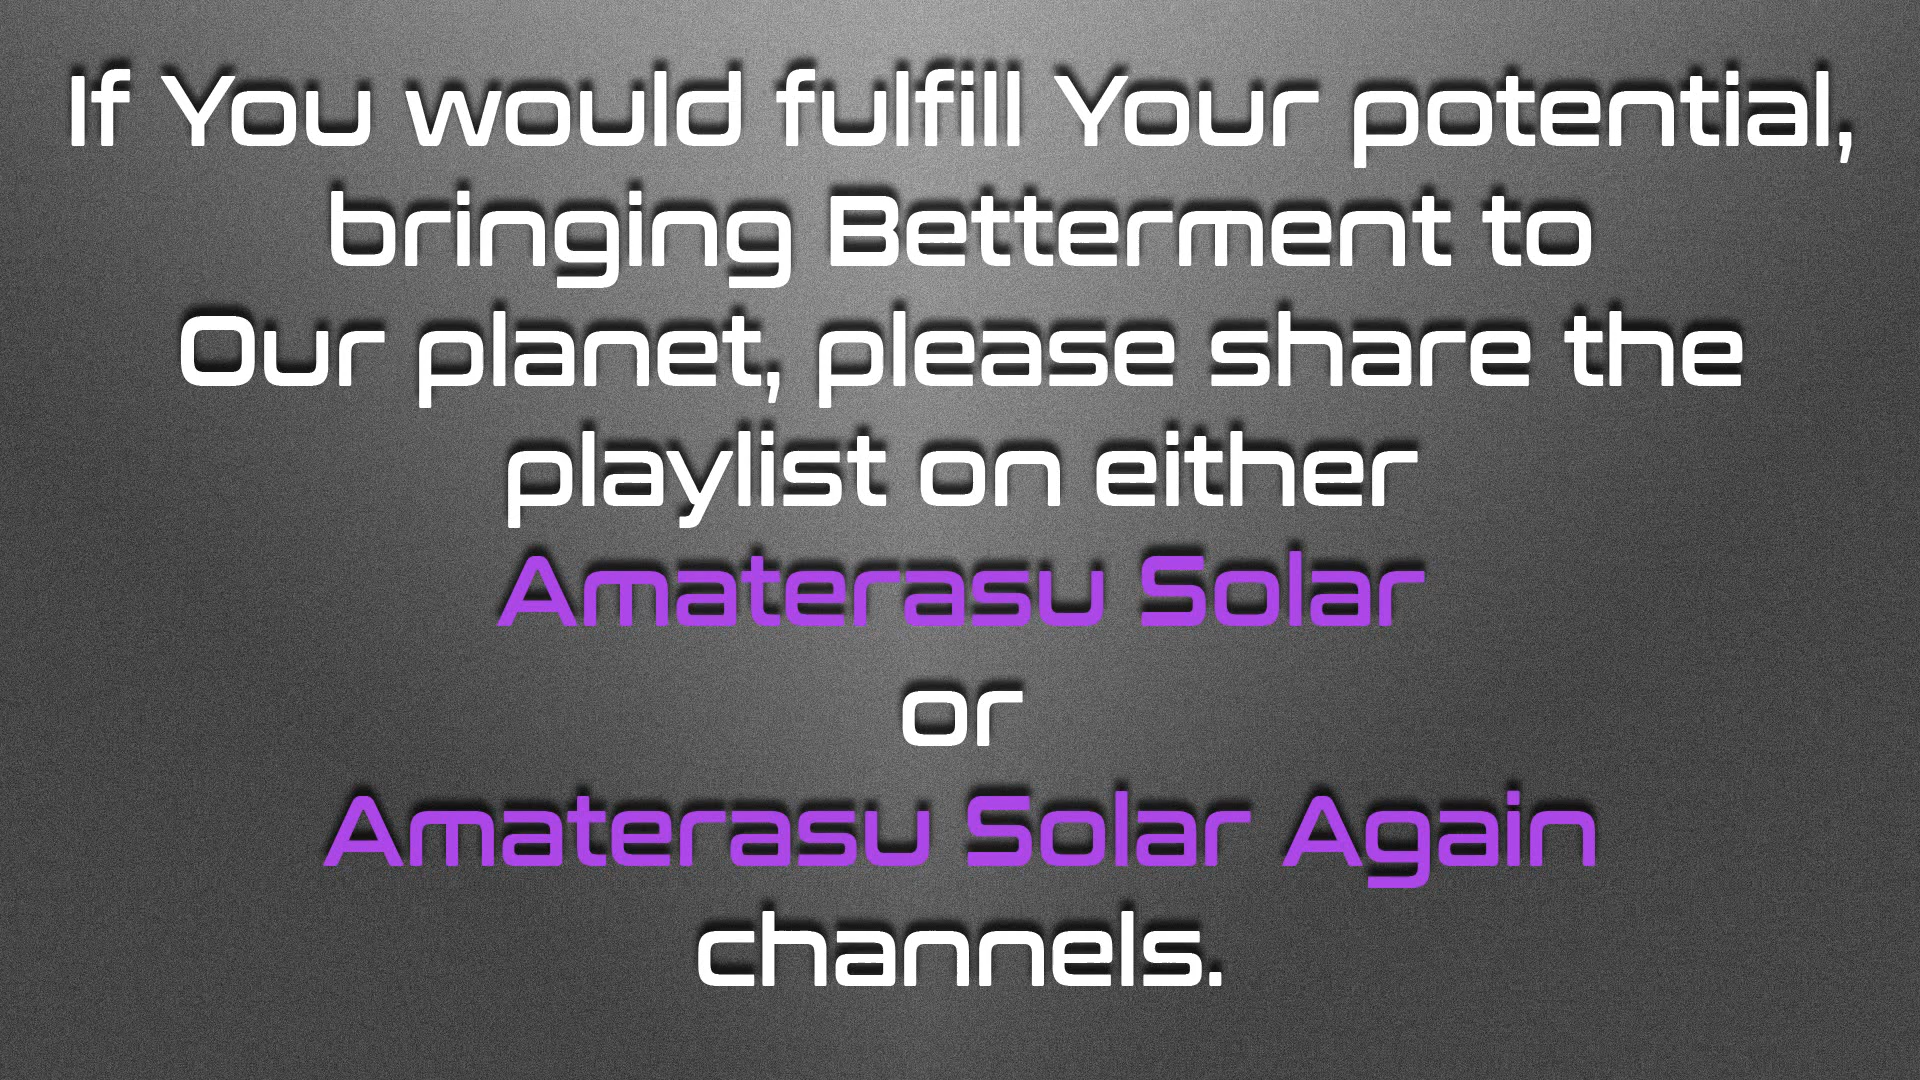 If You would fulfill Your potential,
bringing Betterment to
Our planet, please share the
playlist on either
Amaterasu Solar
or
Amaterasu Solar Again
channels.